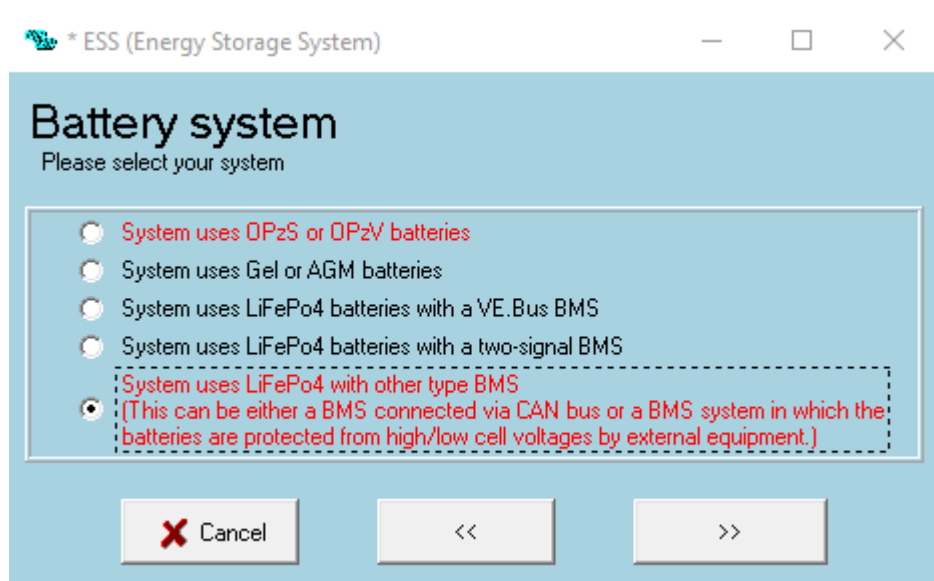 * ESS (Energy Storage System)
Battery system
Please select your system
System uses OPzS or OPzV batteries
System uses Gel or AGM batteries
System uses LiFePo4 batteries with a VE.Bus BMS
System uses LiFePo4 batteries with a two-signal BMS
System uses LiFePo4 with other type BMS
(This can be either a BMS connected via CAN bus or a BMS system in which the
batteries are protected from high/low cell voltages by external equipment.)
Cancel
<<
>>